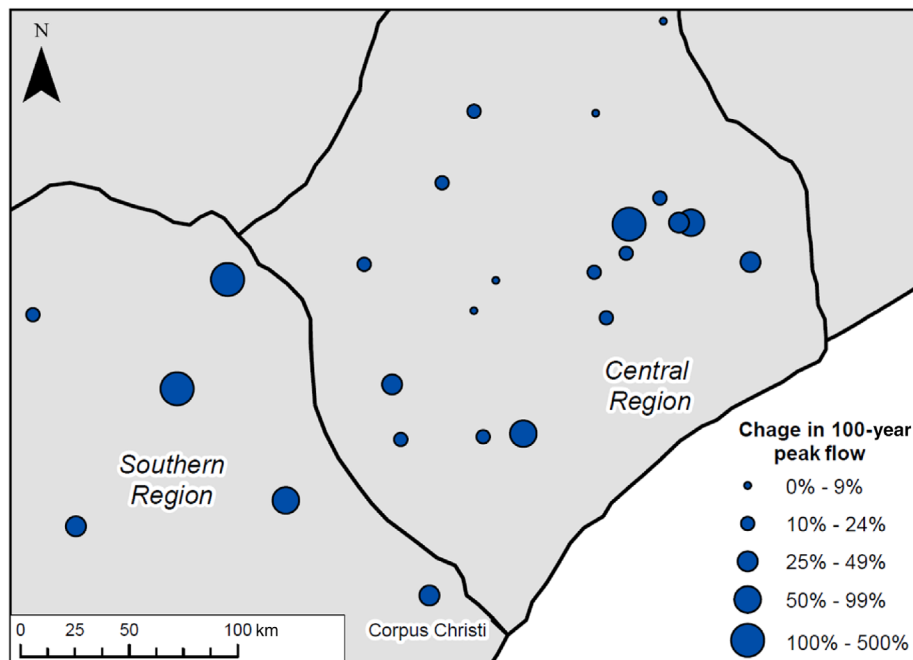 N
Central
Region
Southern
Region
Chage in 100-year
peak flow
0% - 9%
10% - 24%
25% - 49%
50% - 99%
100% - 500%
Corpus Christi
0 25 50 100 km